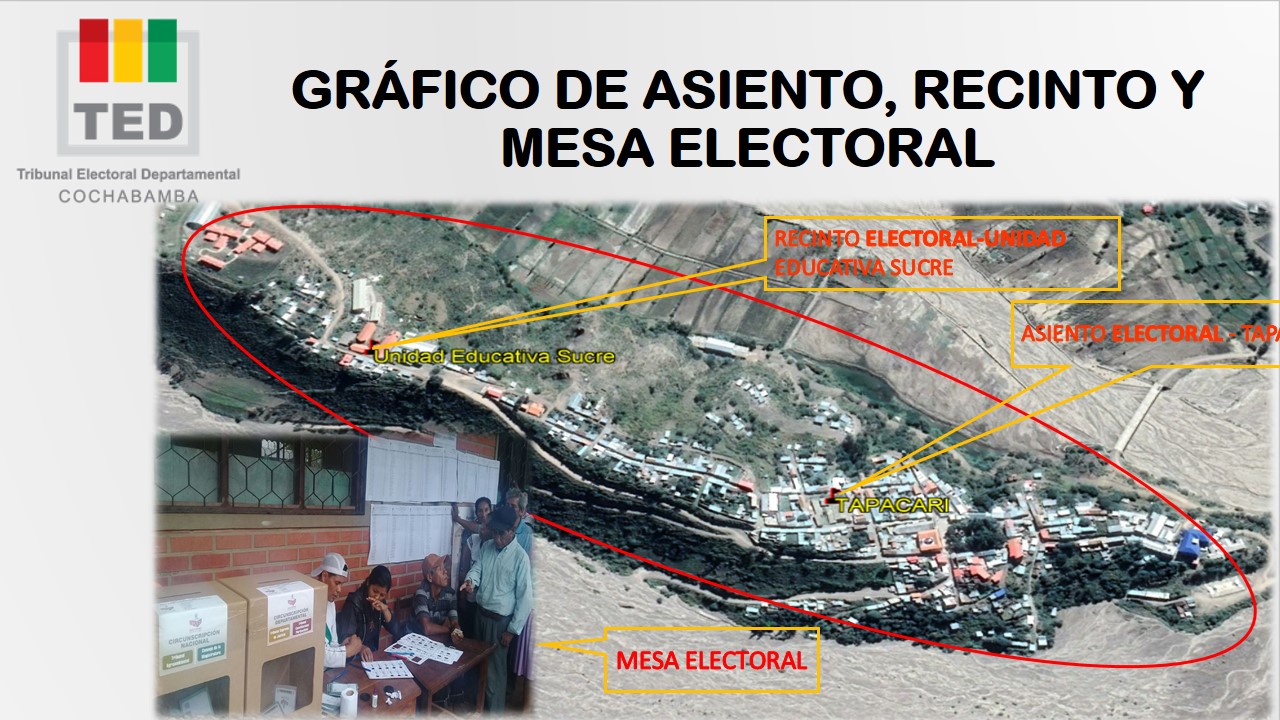 TED
Tribunal Electoral Departamental
COCHABAMBA
GRÁFICO DE ASIENTO, RECINTO Y
MESA ELECTORAL
RECINTO ELECTORAL-UNIDAD
EDUCATIVA SUCRE
ASIENTO ELECTORAL - TAPA
Unidad Educativa Sucre
TAPACARI
CIRCUNSCRIPCIÓN
NACIONAL
CIRCUNSCRIPCIÓN
DEPARTAMENTAL
MESA ELECTORAL